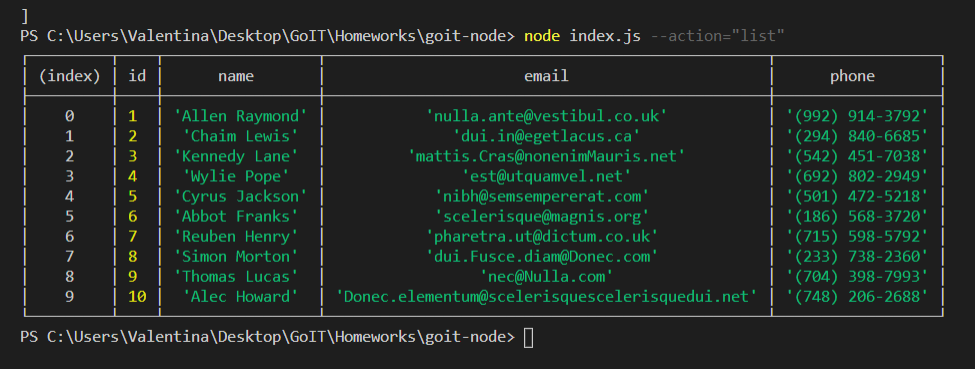 ]
PS C:\Users\Valentina\Desktop\GoIT\Homeworks\goit-node> node index.js --action="list"
(index) id name email phone
0 1 'Allen Raymond' 'nulla.ante@vestibul.co.uk' '(992) 914-3792'
1 2 'Chaim Lewis' 'dui.in@egetlacus.ca' '(294) 840-6685'
2 3 'Kennedy Lane' 'mattis.Cras@nonenimMauris.net' '(542) 451-7038'
3 4 'Wylie Pope' 'est@utquamvel.net' '(692) 802-2949'
4 5 'Cyrus Jackson' 'nibh@semsempererat.com' '(501) 472-5218'
5 6 'Abbot Franks' 'scelerisque@magnis.org' '(186) 568-3720'
6 7 'Reuben Henry' 'pharetra.ut@dictum.co.uk' '(715) 598-5792'
7 8 'Simon Morton' 'dui.Fusce.diam@Donec.com' '(233) 738-2360'
8 9 'Thomas Lucas' 'nec@Nulla.com' '(704) 398-7993'
9 10 'Alec Howard' 'Donec.elementum@scelerisquescelerisquedui.net' '(748) 206-2688'
PS C:\Users\Valentina\Desktop\GoIT\Homeworks\goit-node>